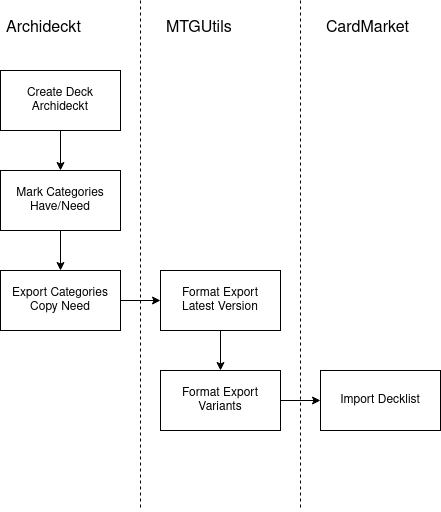 Archideckt
MTGUtils
CardMarket
Create Deck
Archideckt
Mark Categories
Have/Need
Export Categories
Copy Need
Format Export
Latest Version
Format Export
Variants
Import Decklist